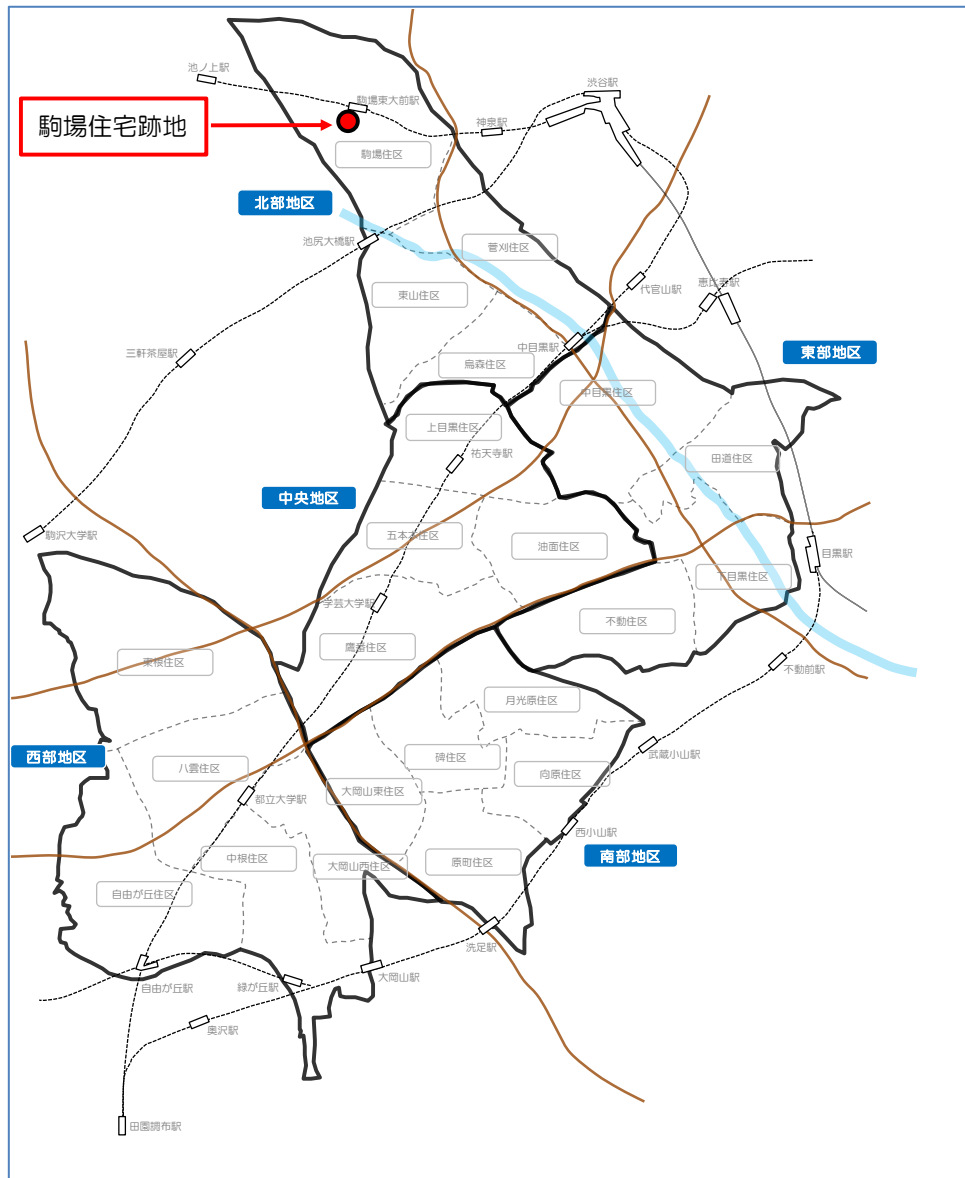 池ノ上駅
渋谷駅
駒場東大前駅
駒場住宅跡地
神泉駅
駒場住区
北部地区
池尻大橋駅
菅刈住区
代官山駅
恵比寿駅
東山住区
三軒茶屋駅
中目黒駅
東部地区
烏森住区
中目黒住区
上目黒住区
祐天寺駅
田道住区
中央地区
駒沢大学駅
五本木住区
油面住区
目黒駅
下目黒住区
学芸大学駅
不動住区
鷹番住区
東根住区
不動前駅
月光原住区
西部地区
八雲住区
碑住区
武蔵小山駅
向原住区
都立大学駅
大岡山東住区
西小山駅
中根住区
大岡山西住区
原町住区
南部地区
自由が丘住区
洗足駅
自由が丘駅
緑が丘駅
大岡山駅
奥沢駅
田園調布駅